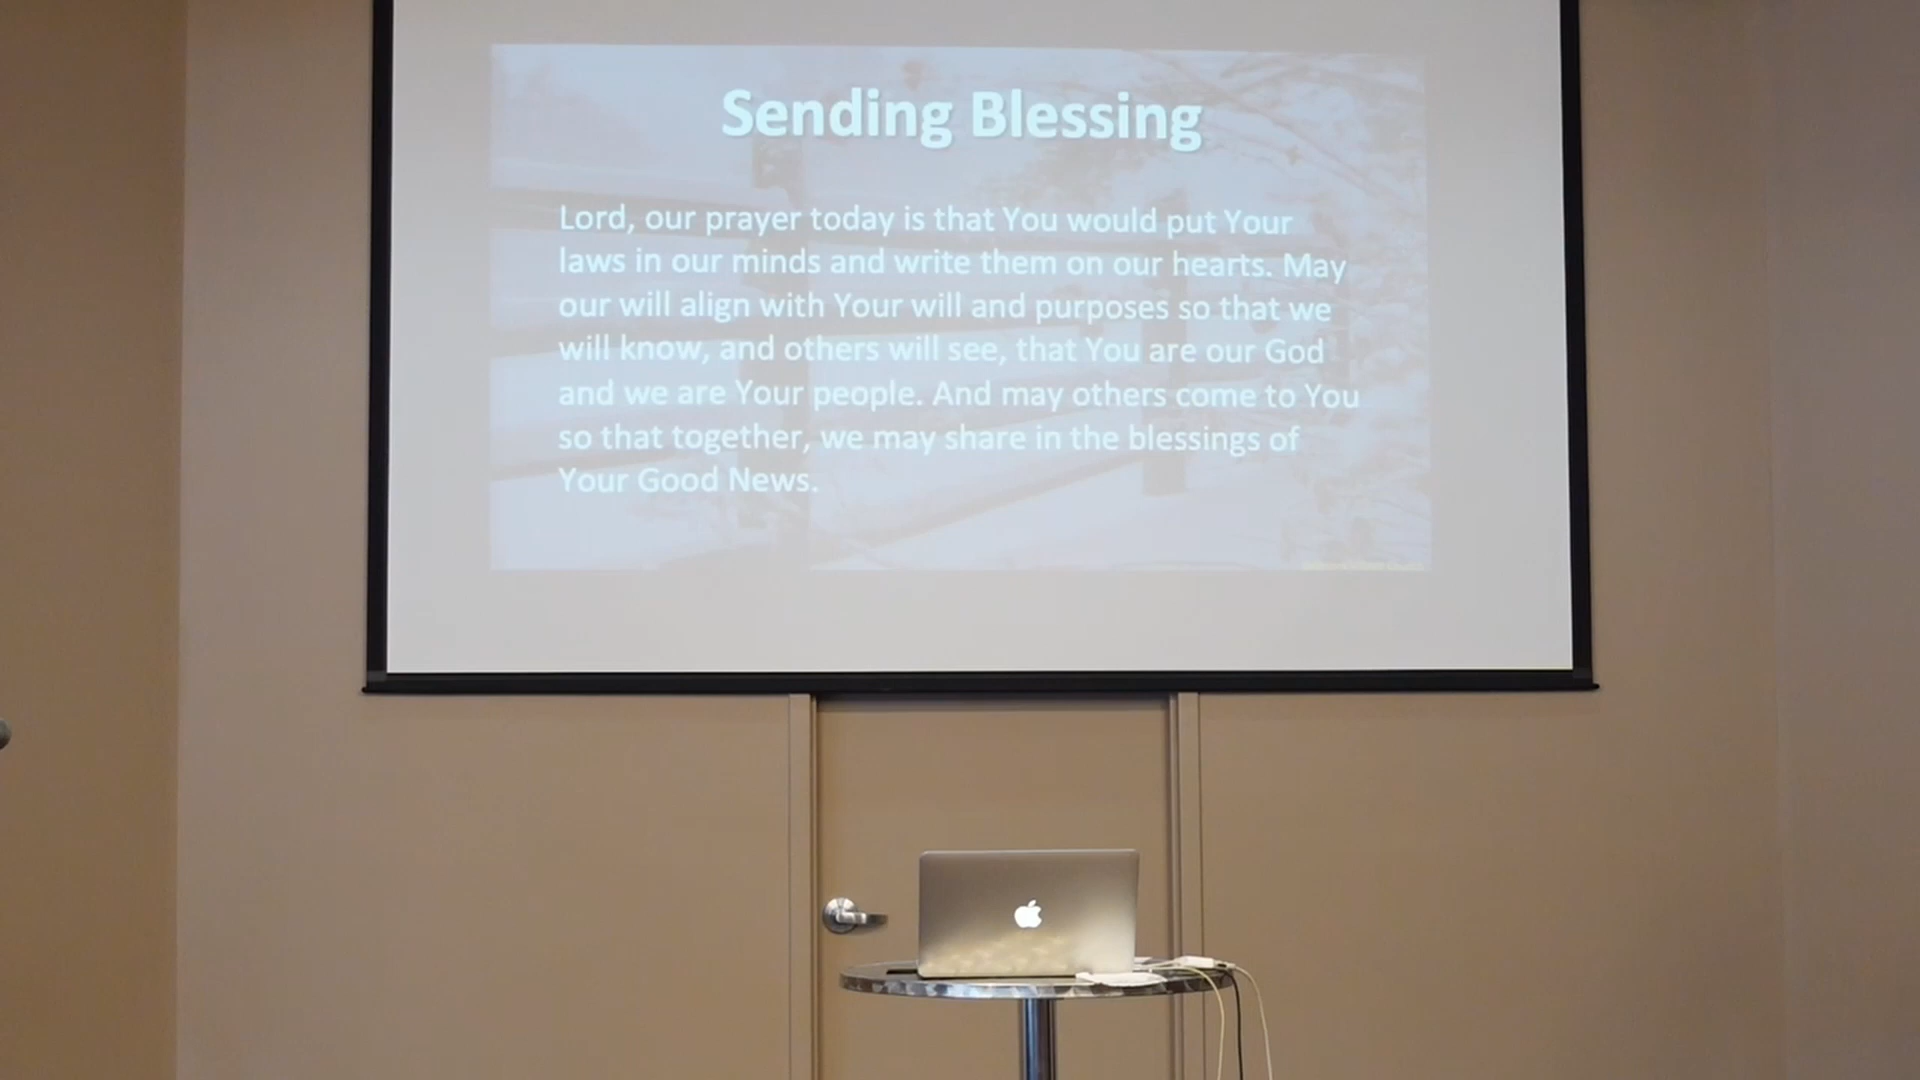 Sending Blessing
Lord, our prayer today is that You would put Your
laws in our minds and write them on our hearts. May
our will align with Your will and purposes so that we
will know, and others will see, that You are our God
and we are Your people. And may others come to You
so that together, we may share in the blessings of
Your Good News.